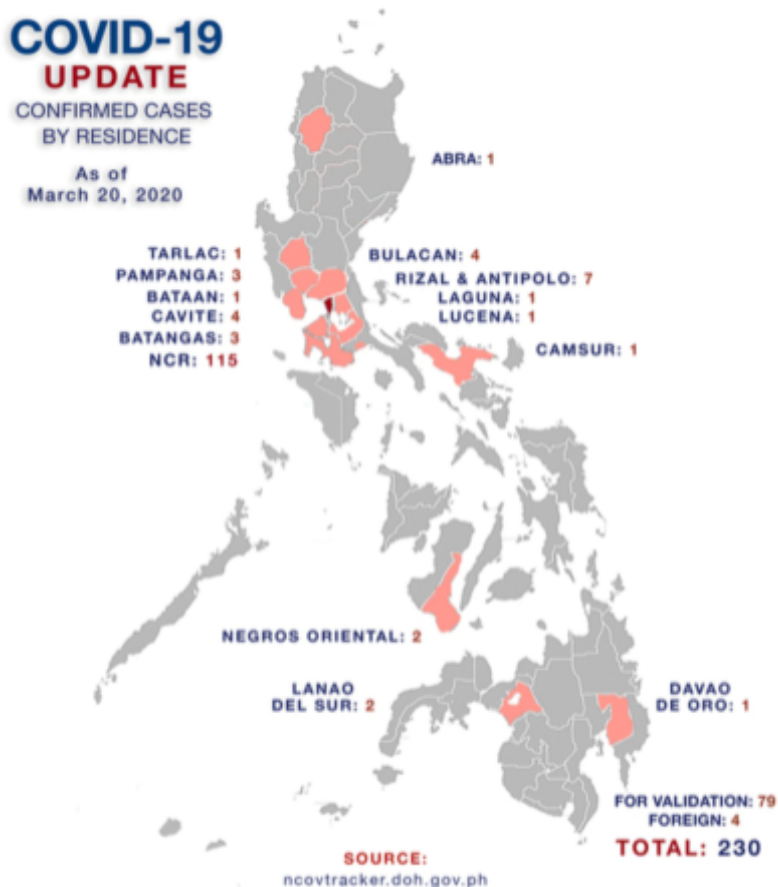 COVID-19
UPDATE
CONFIRMED CASES
BY RESIDENCE
As of
March 20, 2020
ABRA: 1
TARLAC: 1
PAMPANGA: 3
BATAAN: 1
CAVITE: 4
BATANGAS: 3
NCR: 115
BULACAN: 4
RIZAL & ANTIPOLO: 7
LAGUNA: 1
LUCENA: 1
CAMSUR: 1
NEGROS ORIENTAL: 2
LANAO
DEL SUR: 2
DAVAO
DE ORO: 1
FOR VALIDATION: 79
FOREIGN: 4
TOTAL: 230
SOURCE:
ncovtracker.doh.gov.ph